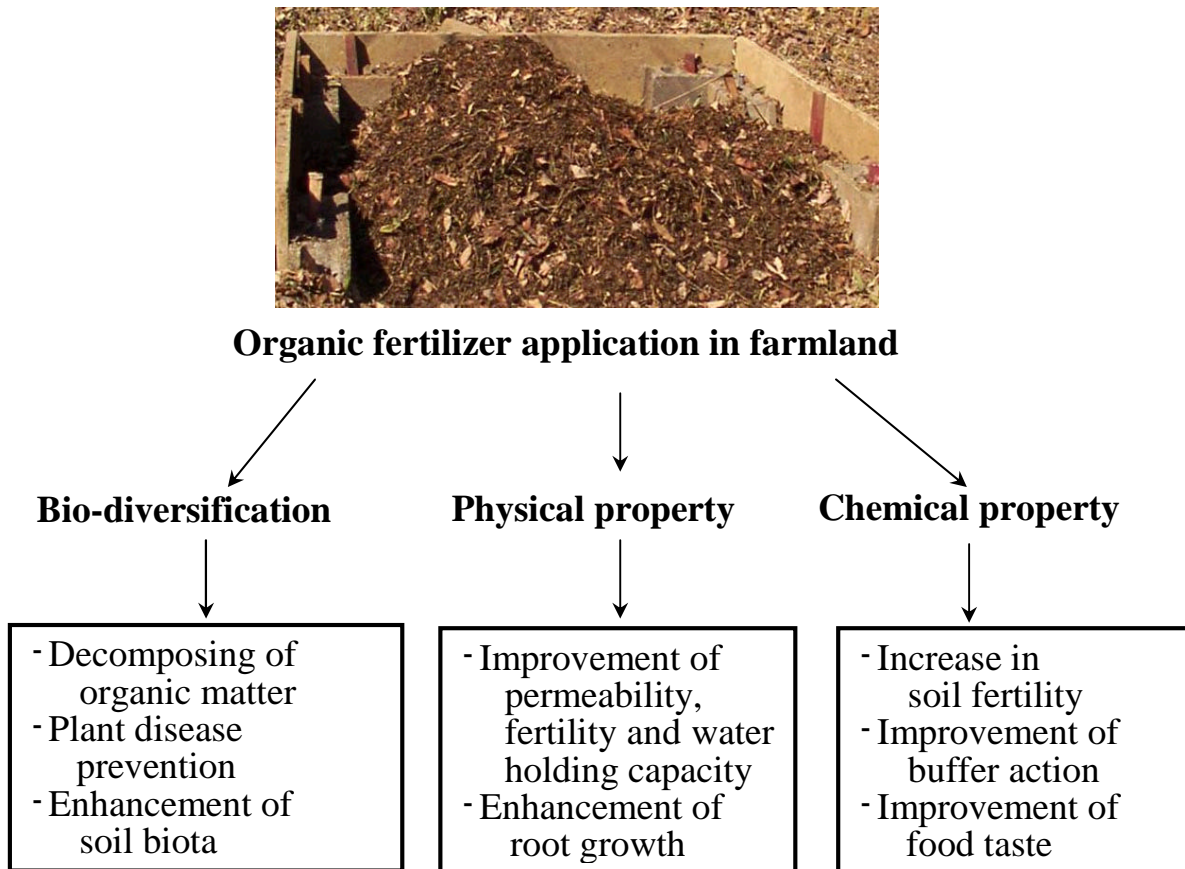 Organic fertilizer application in farmland
Bio-diversification
Physical property
Chemical property
- Decomposing of
organic matter
- Plant disease
prevention
- Enhancement of
soil biota
- Improvement of
permeability,
fertility and water
holding capacity
- Enhancement of
root growth
- Increase in
soil fertility
- Improvement of
buffer action
- Improvement of
food taste